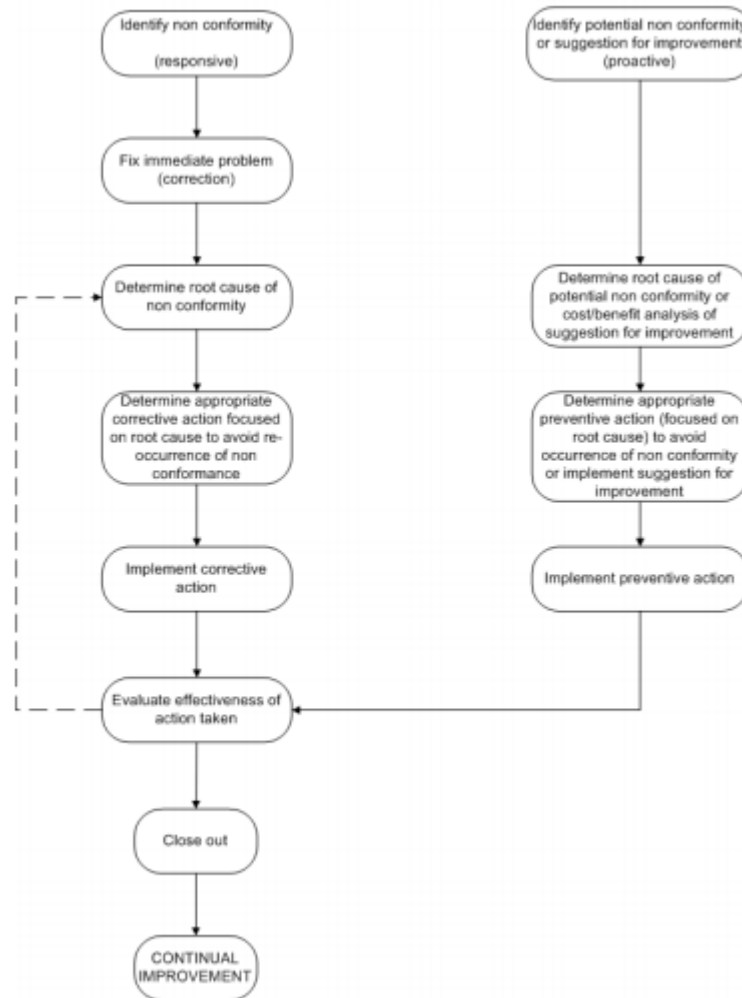 Identify non conformity
(responsive)
Identify potential non conformity
or suggestion for improvement
(proactive)
Fix immediate problem
(correction)
Determine root cause of
non conformity
Determine root cause of
potential non conformity or
cost/benefit analysis of
suggestion for improvement
Determine appropriate
corrective action focused
on root cause to avoid re-
occurrence of non
conformance
Determine appropriate
preventive action (focused on
root cause) to avoid
occurrence of non conformity
or implement suggestion for
improvement
Implement corrective
action
Implement preventive action
Evaluate effectiveness of
action taken
Close out
CONTINUAL
IMPROVEMENT